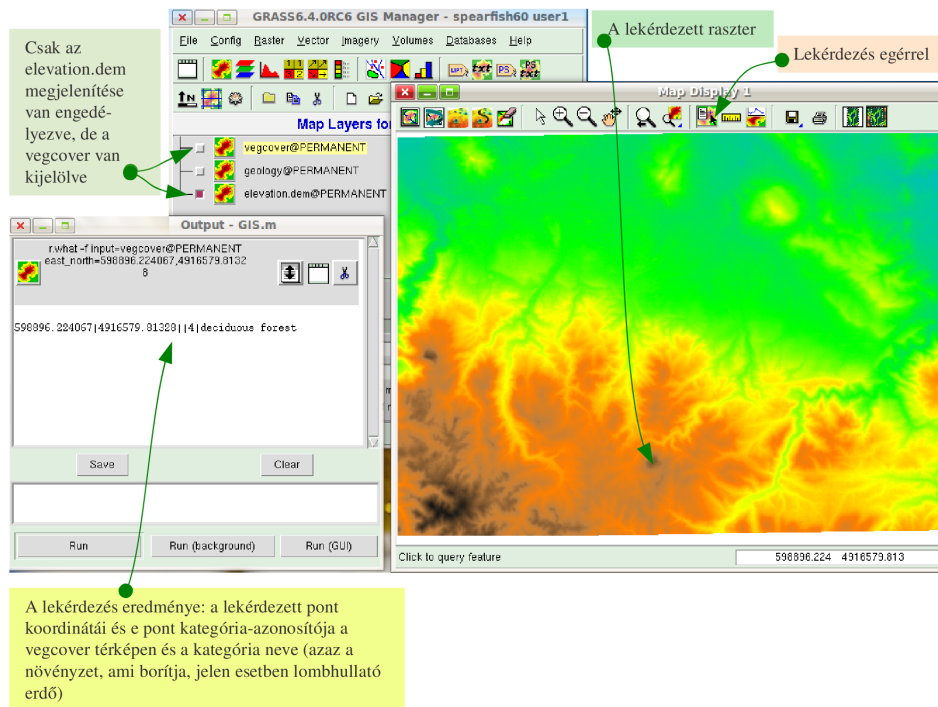 GRASS6.4.0RC6 GIS Manager - spearfish60 user1
File Config Raster Vector Imagery Volumes Databases Help
A lekérdezett raszter
Lekérdezés egérrel
Csak az
elevation.dem
megjelenítése
van engedé-
lyezve, de a
vegcover van
kijelölve
Map Layers for
vegcover@PERMANENT
geology@PERMANENT
elevation.dem@PERMANENT
Map Display 1
Output - GIS.m
r.what -f input=vegcover@PERMANENT
east_north=598896.224067,4916579.8132
8
598896.224067|4916579.81328||4|deciduous forest
Save Clear
Run Run (background) Run (GUI)
Click to query feature 598896.224 4916579.813
A lekérdezés eredménye: a lekérdezett pont
koordinátái és e pont kategória-azonosítója a
vegcover térképen és a kategória neve (azaz a
növényzet, ami borítja, jelen esetben lombhullató
erdő)